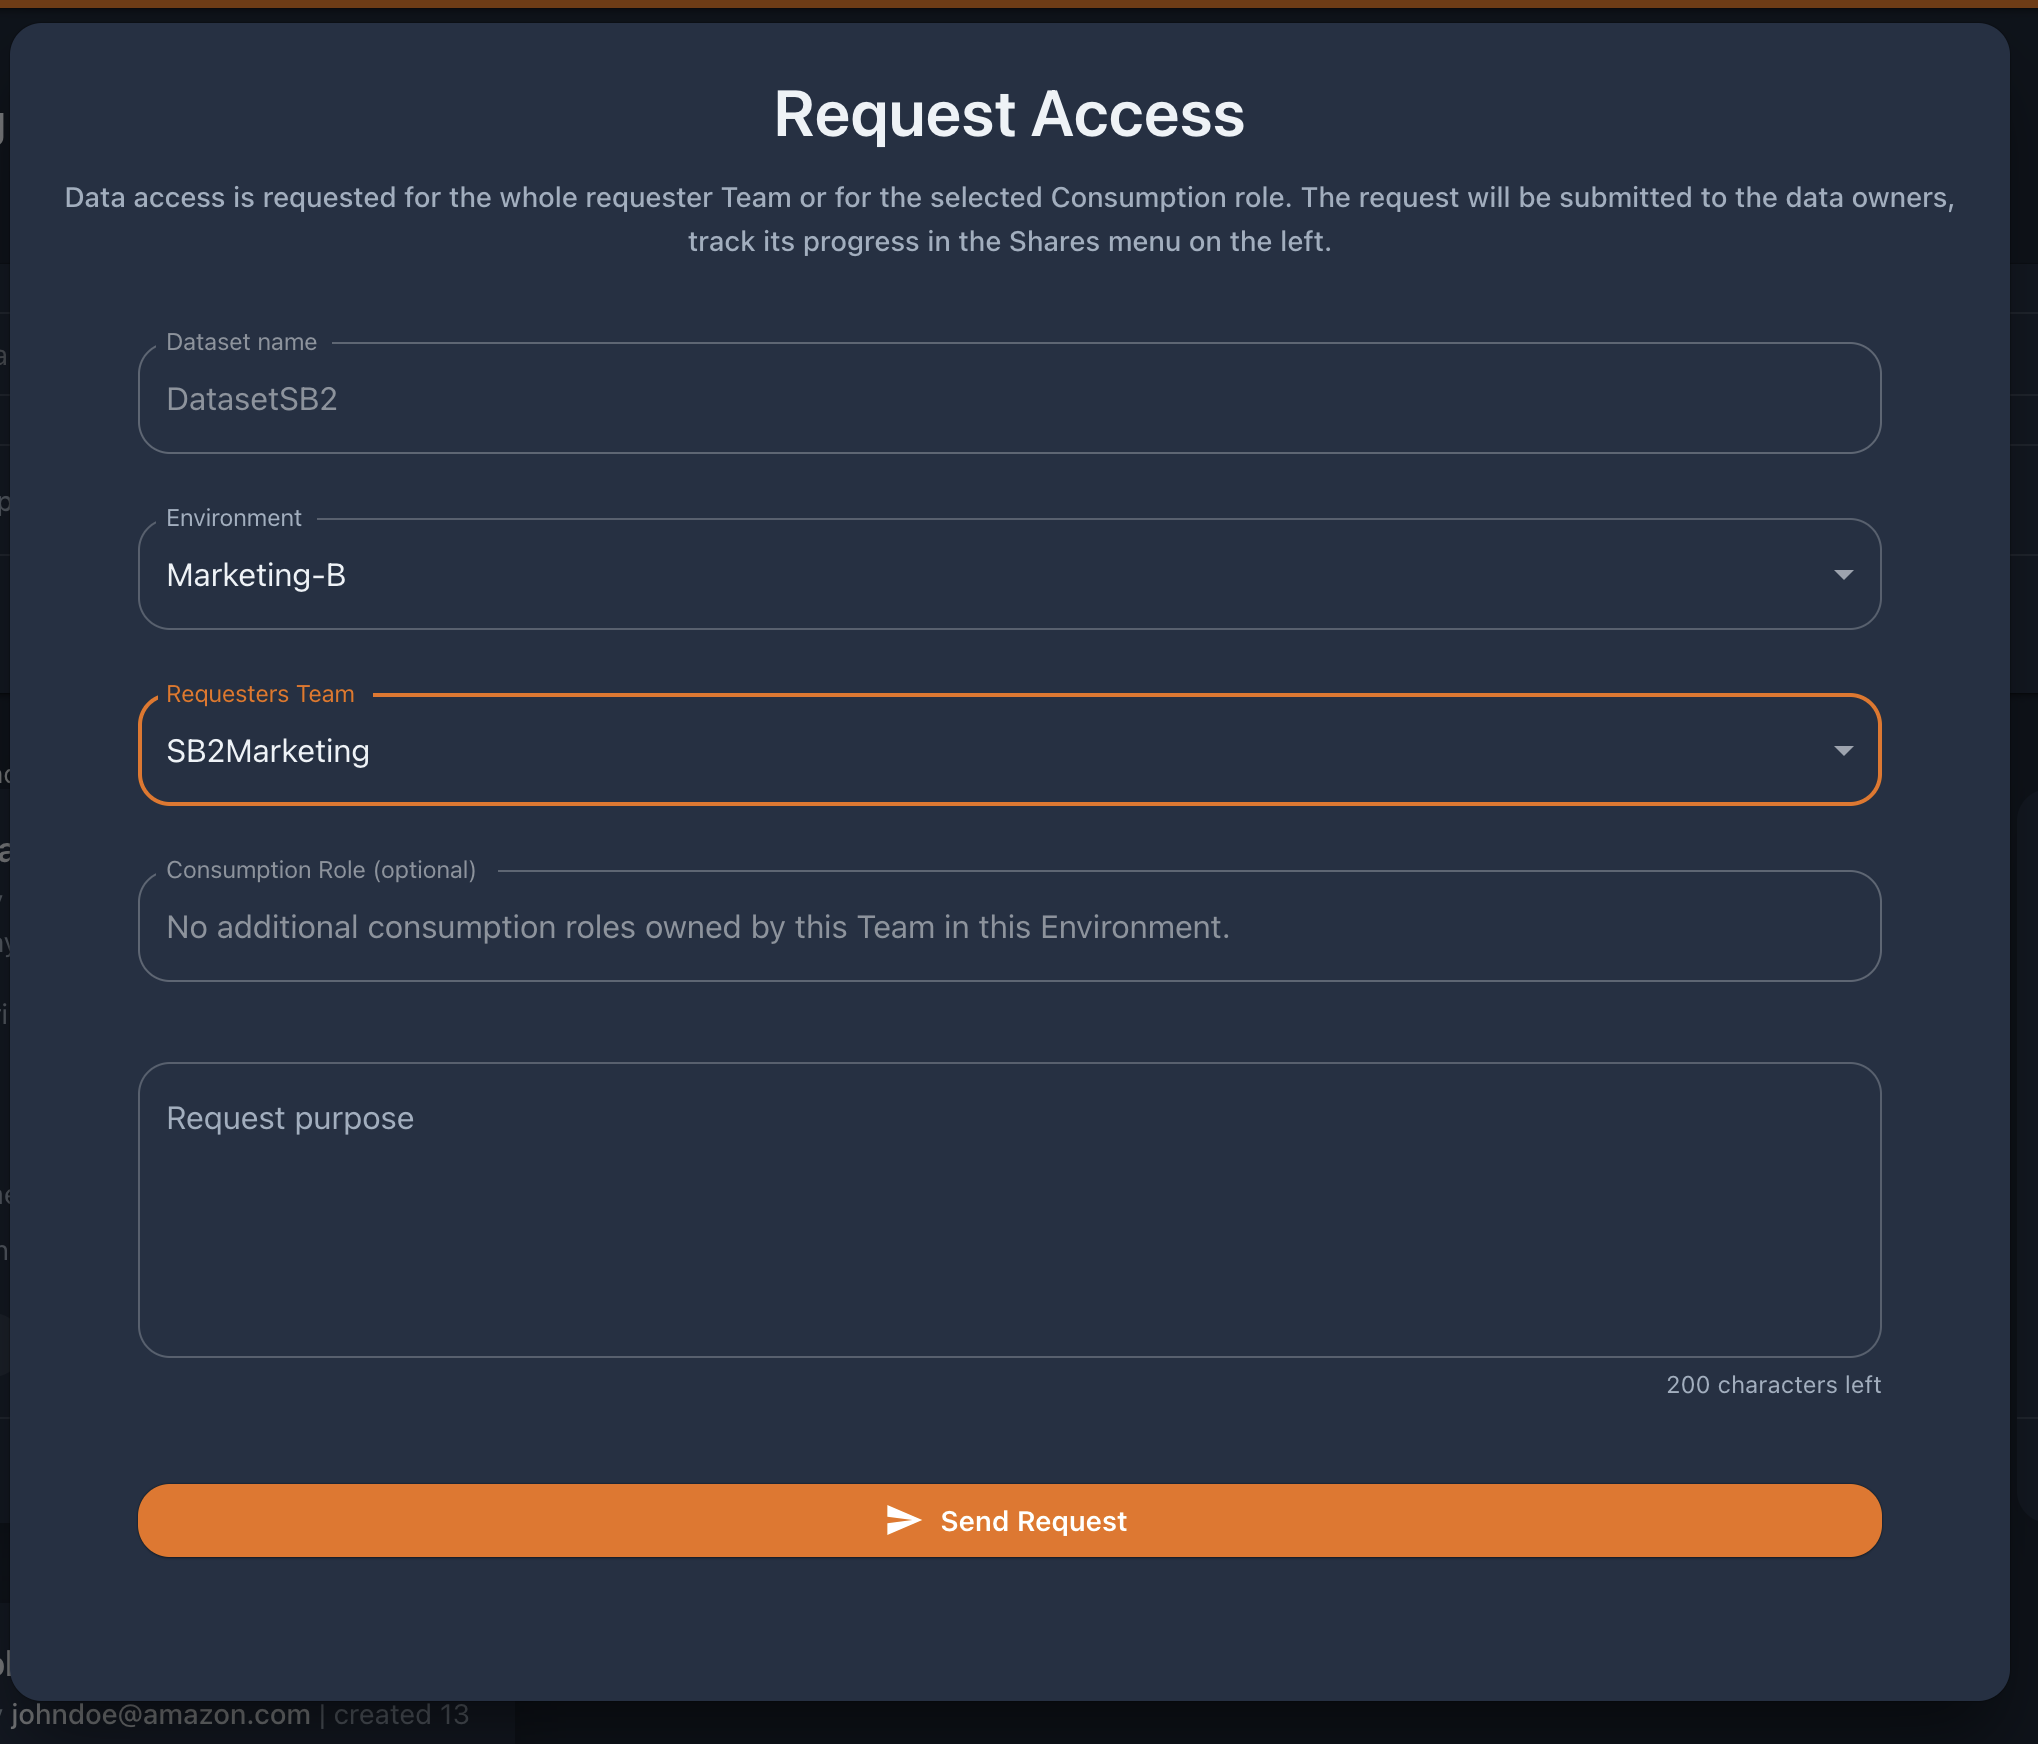 Request Access
Data access is requested for the whole requester Team or for the selected Consumption role. The request will be submitted to the data owners,
track its progress in the Shares menu on the left.
Dataset name
DatasetSB2
Environment
Marketing-B
Requesters Team
SB2Marketing
Consumption Role (optional)
No additional consumption roles owned by this Team in this Environment.
Request purpose
200 characters left
Send Request
johndoe@amazon.com | created 13